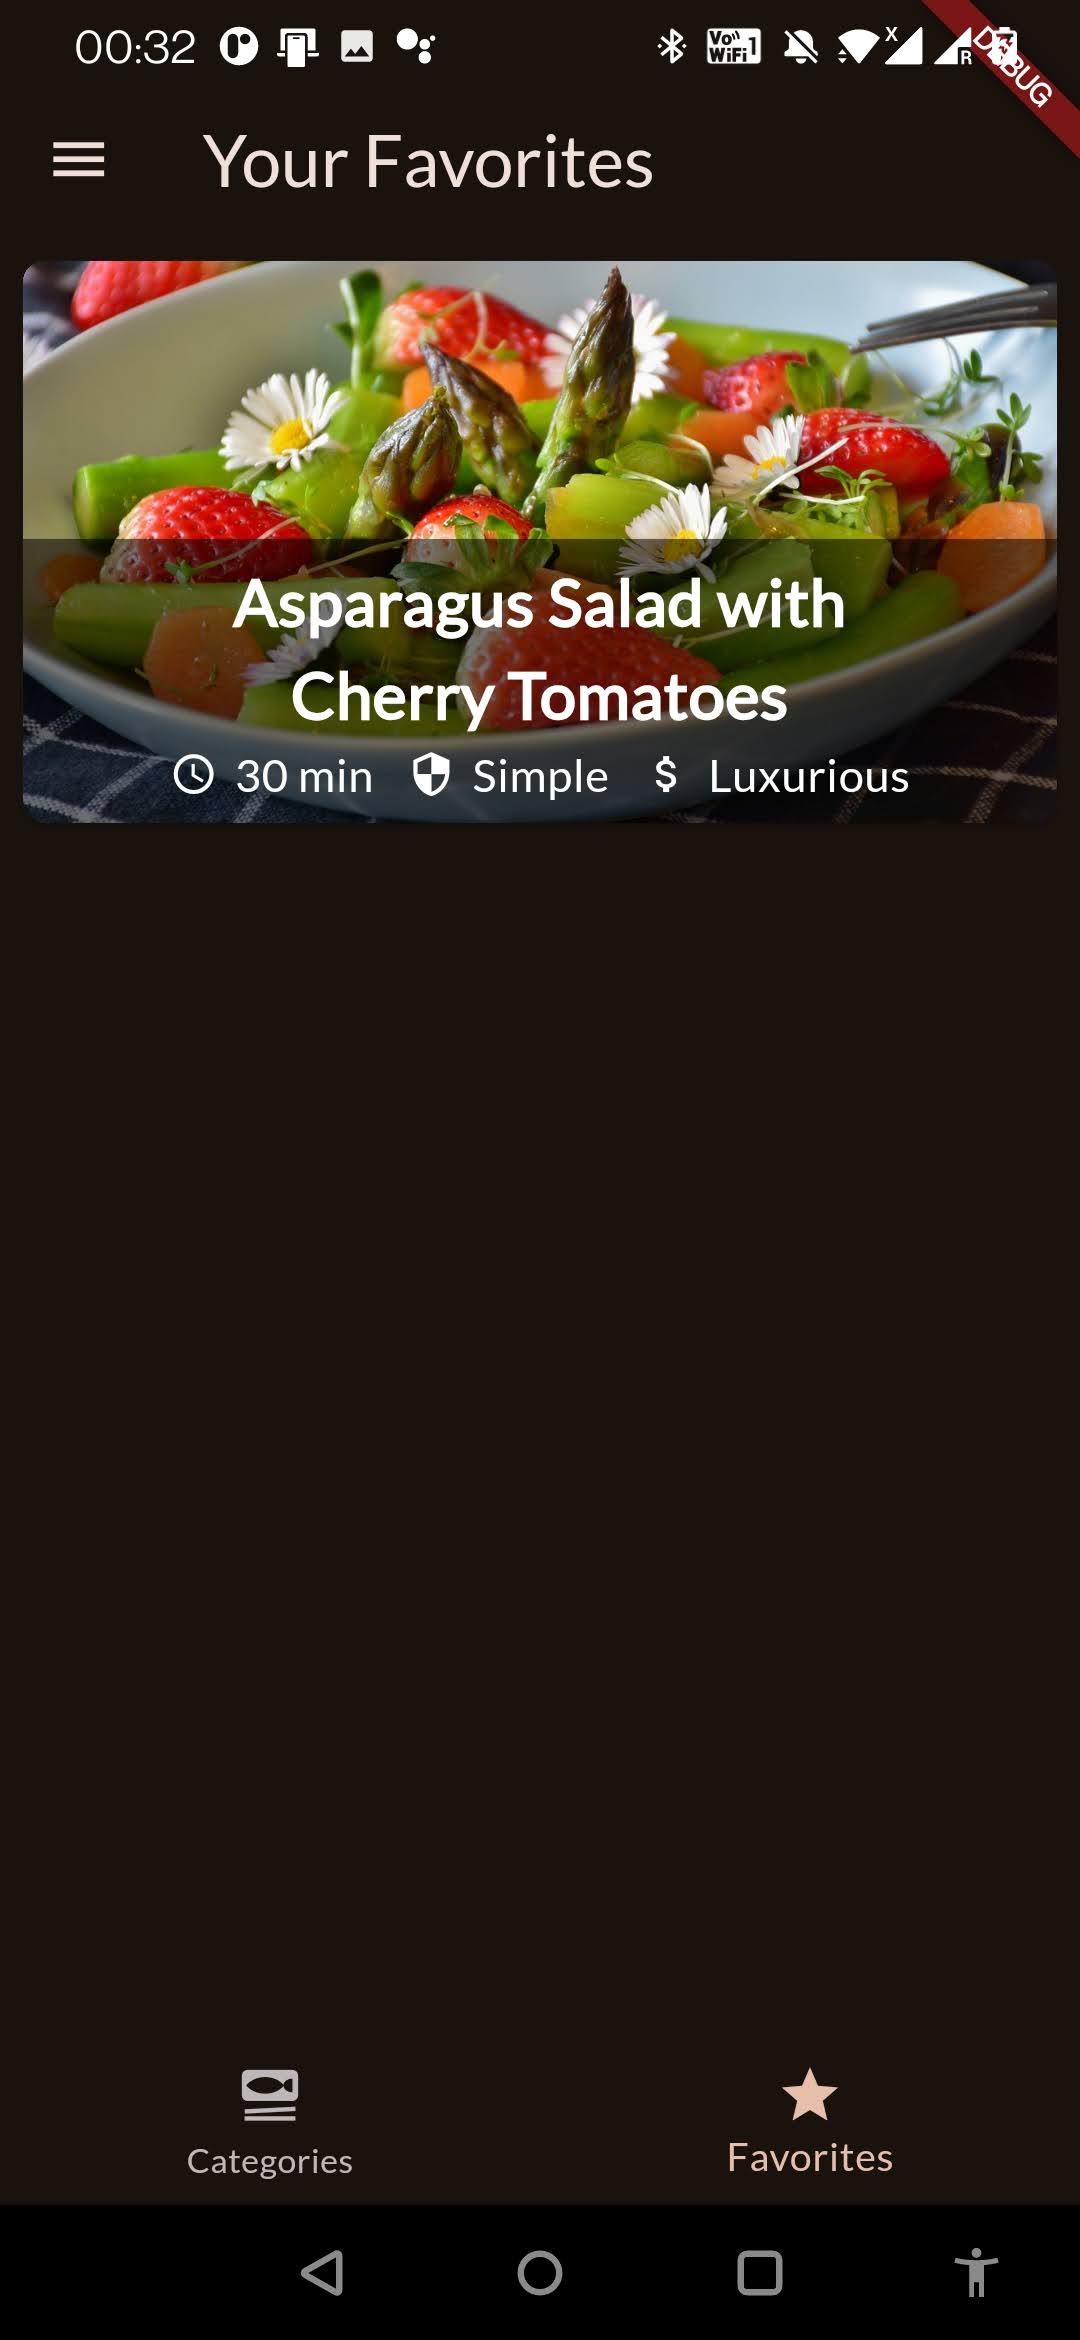 00:32
Vo WiFi 1
X
R
DEBUG
Your Favorites
Asparagus Salad with
Cherry Tomatoes
30 min Simple $ Luxurious
Categories
Favorites